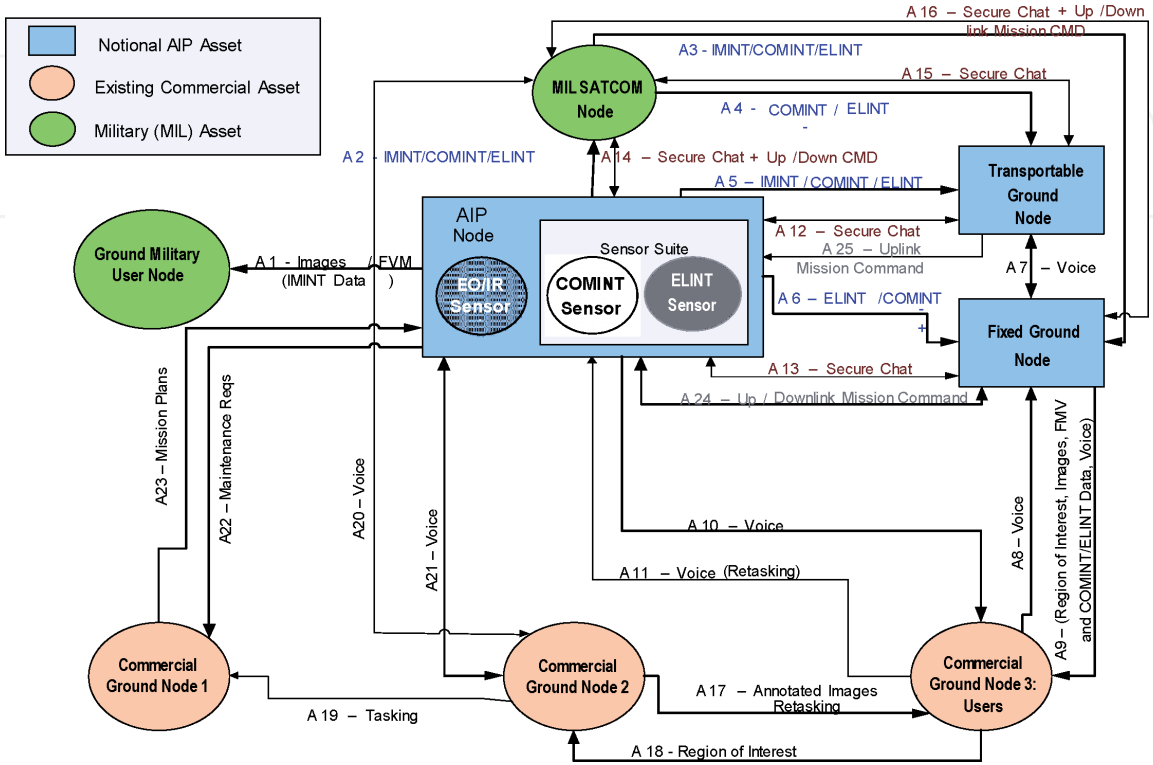 A 16 – Secure Chat + Up /Down
link Mission CMD
Notional AIP Asset
Existing Commercial Asset
Military (MIL) Asset
A3 - IMINT/COMINT/ELINT
A 15 – Secure Chat
MILSATCOM
Node
A 4 - COMINT / ELINT
-
A 2 - IMINT/COMINT/ELINT
A 14 – Secure Chat + Up /Down CMD
A 5 – IMINT / COMINT / ELINT
Transportable
Ground
Node
AIP
Node
Sensor Suite
EO/IR
Sensor
COMINT
Sensor
ELINT
Sensor
A 12 – Secure Chat
A 25 – Uplink
Mission Command
A 7 – Voice
Ground Military
User Node
A 1 - Images / FVM
(IMINT Data )
A 6 – ELINT /COMINT
-
+
Fixed Ground
Node
A 13 – Secure Chat
A 24 – Up / Downlink Mission Command
A23 – Mission Plans
A22 – Maintenance Reqs
A20 – Voice
A21 – Voice
A 10 – Voice
A 11 – Voice (Retasking)
A8 – Voice
A9 – (Region of Interest, Images, FMV
and COMINT/ELINT Data, Voice)
Commercial
Ground Node 1
Commercial
Ground Node 2
Commercial
Ground Node 3:
Users
A 17 – Annotated Images
Retasking
A 19 – Tasking
A 18 - Region of Interest